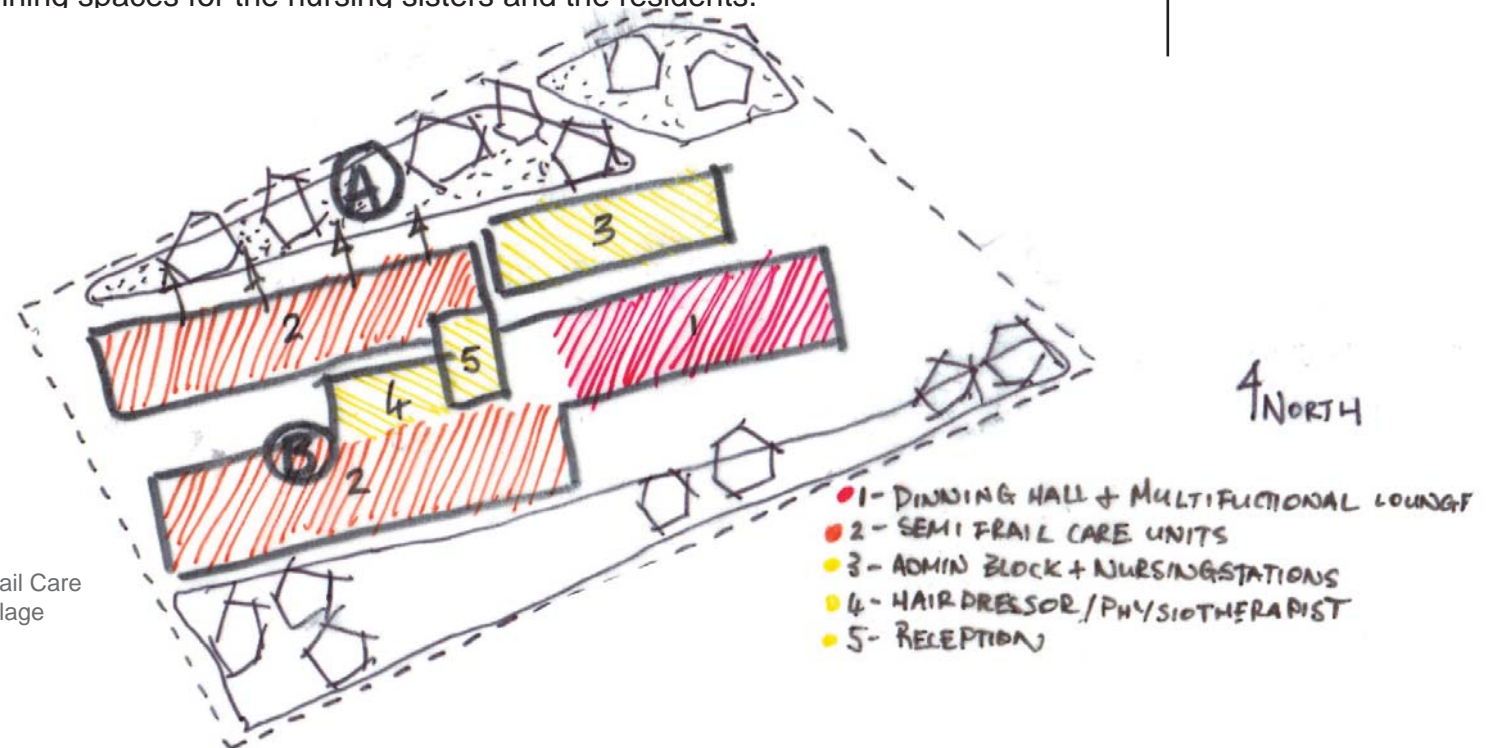 ning spaces for the nursing sisters and the residents.
A
3
2
1
5
4
B
2
NORTH
1- DINNING HALL + MULTIFUCTIONAL LOUNGE
2- SEMI FRAIL CARE UNITS
3- ADMIN BLOCK + NURSINGSTATIONS
4- HAIRDRESSOR/PHYSIOTHERAPIST
5- RECEPTION
ail Care
lage